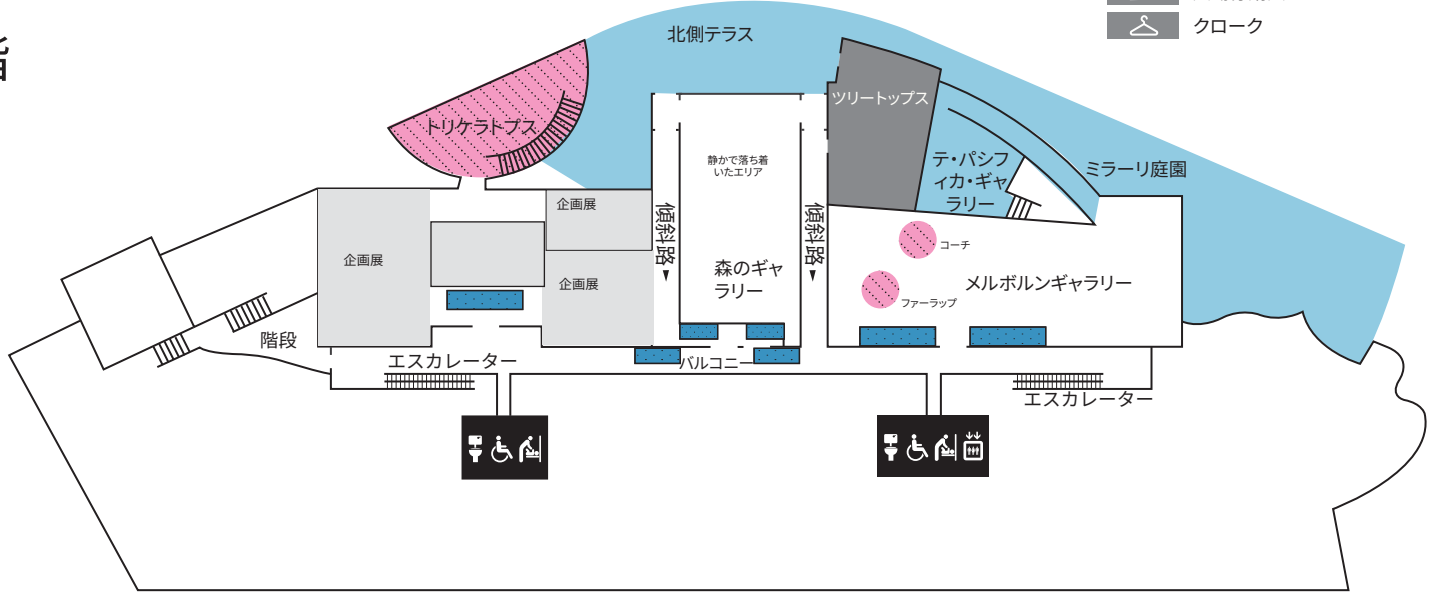 階
クローク
北側テラス
ツリートップス
トリケラトプス
静かで落ち着
いたエリア
テ・パシフ
ィカ・ギャ
ラリー
ミラーリ庭園
企画展
企画展
企画展
傾斜路
傾斜路
コーチ
森のギャ
ラリー
メルボルンギャラリー
ファーラップ
階段
エスカレーター
バルコニー
エスカレーター